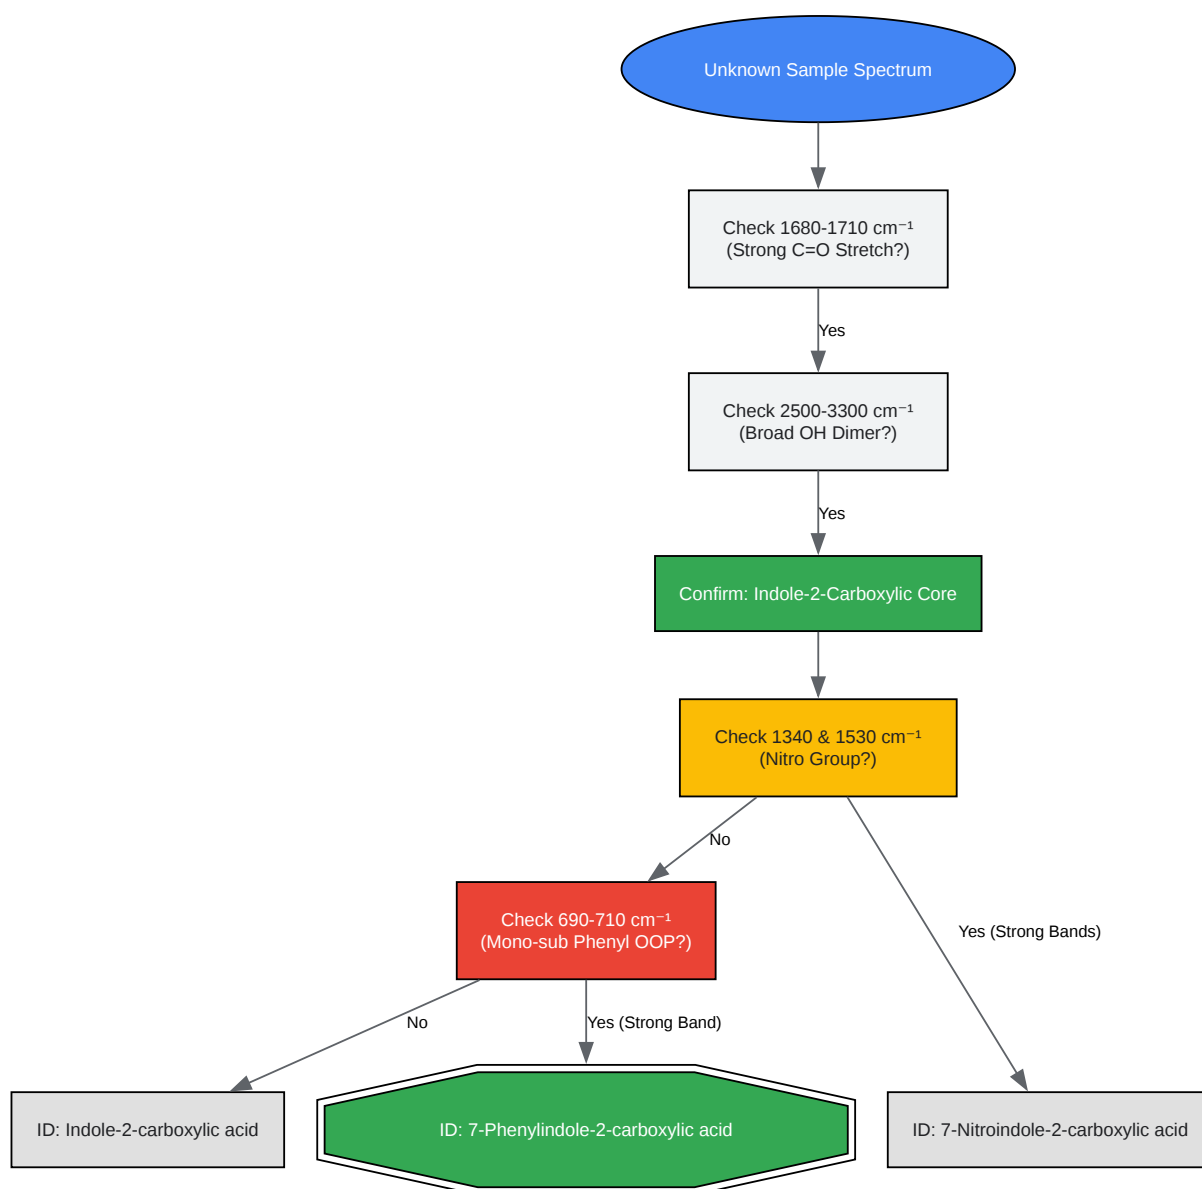 Unknown Sample Spectrum
Check 1680-1710 cm⁻¹
(Strong C=O Stretch?)
Yes
Check 2500-3300 cm⁻¹
(Broad OH Dimer?)
Yes
Confirm: Indole-2-Carboxylic Core
Check 1340 & 1530 cm⁻¹
(Nitro Group?)
No
Yes (Strong Bands)
Check 690-710 cm⁻¹
(Mono-sub Phenyl OOP?)
No
Yes (Strong Band)
ID: Indole-2-carboxylic acid
ID: 7-Phenylindole-2-carboxylic acid
ID: 7-Nitroindole-2-carboxylic acid